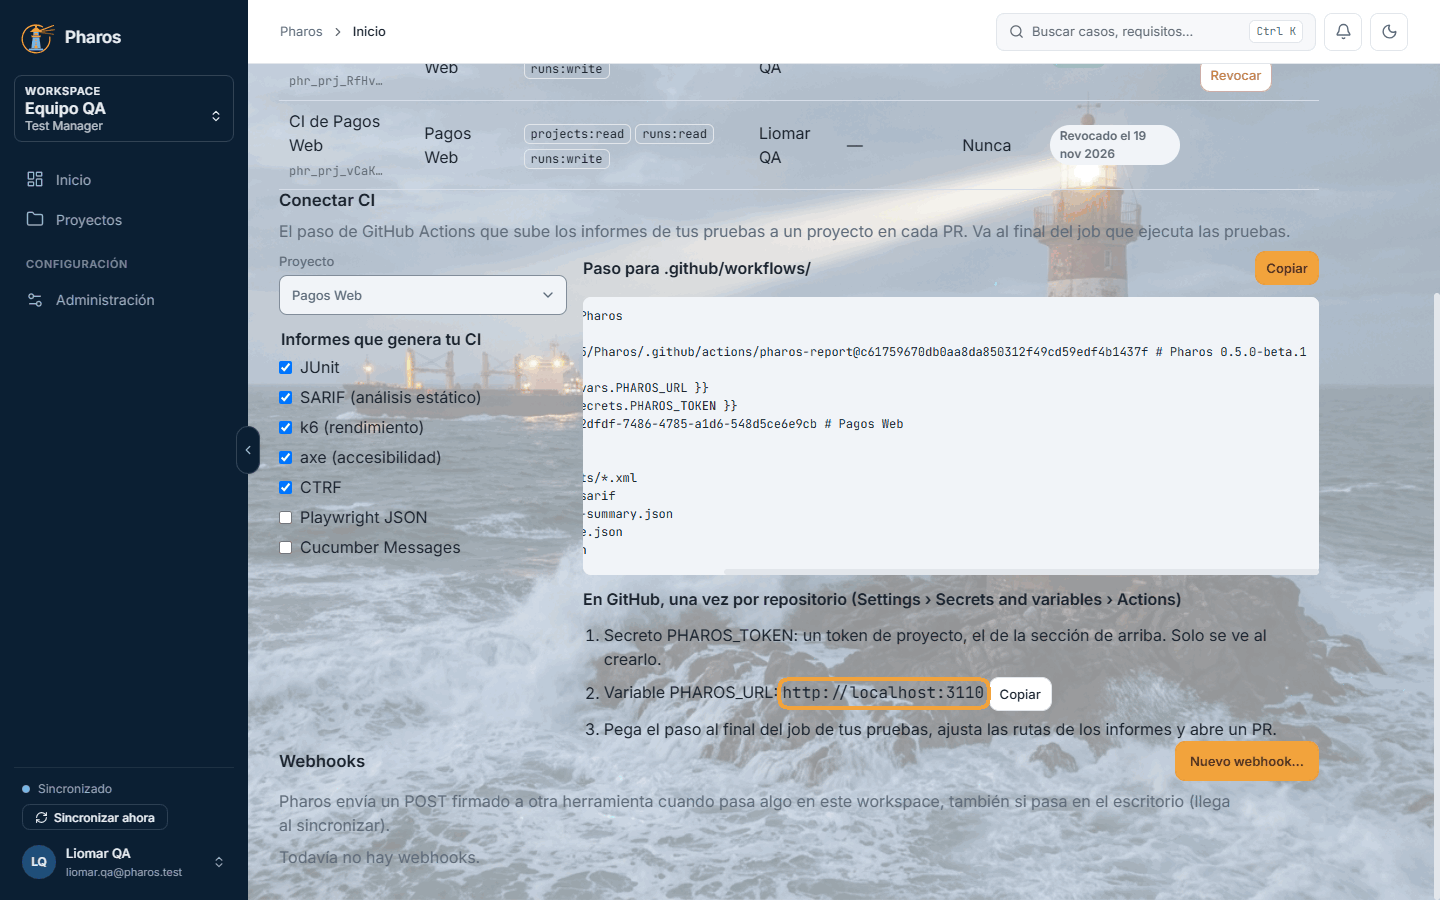 Pharos
WORKSPACE
Equipo QA
Test Manager
Inicio
Proyectos
CONFIGURACIÓN
Administración
Sincronizado
Sincronizar ahora
LQ
Liomar QA
liomar.qa@pharos.test
Pharos > Inicio
Buscar casos, requisitos...
Ctrl K
Web
runs:write
QA
phr_prj_RfHv…
Revocar
CI de Pagos
Web
phr_prj_vCaK…
Pagos
Web
projects:read
runs:read
runs:write
Liomar
QA
—
Nunca
Revocado el 19
nov 2026
Conectar CI
El paso de GitHub Actions que sube los informes de tus pruebas a un proyecto en cada PR. Va al final del job que ejecuta las pruebas.
Proyecto
Pagos Web
Informes que genera tu CI
JUnit
SARIF (análisis estático)
k6 (rendimiento)
axe (accesibilidad)
CTRF
Playwright JSON
Cucumber Messages
Paso para .github/workflows/
Copiar
Pharos
/Pharos/.github/actions/pharos-report@c61759670db0aa8da850312f49cd59edf4b1437f # Pharos 0.5.0-beta.1
vars.PHAROS_URL }}
ecrets.PHAROS_TOKEN }}
2dfdf-7486-4785-a1d6-548d5ce6e9cb # Pagos Web
ts/*.xml
sarif
-summary.json
e.json
En GitHub, una vez por repositorio (Settings › Secrets and variables › Actions)
1. Secreto PHAROS_TOKEN: un token de proyecto, el de la sección de arriba. Solo se ve al
crearlo.
2. Variable PHAROS_URL: http://localhost:3110 Copiar
3. Pega el paso al final del job de tus pruebas, ajusta las rutas de los informes y abre un PR.
Webhooks
Nuevo webhook...
Pharos envía un POST firmado a otra herramienta cuando pasa algo en este workspace, también si pasa en el escritorio (llega
al sincronizar).
Todavía no hay webhooks.